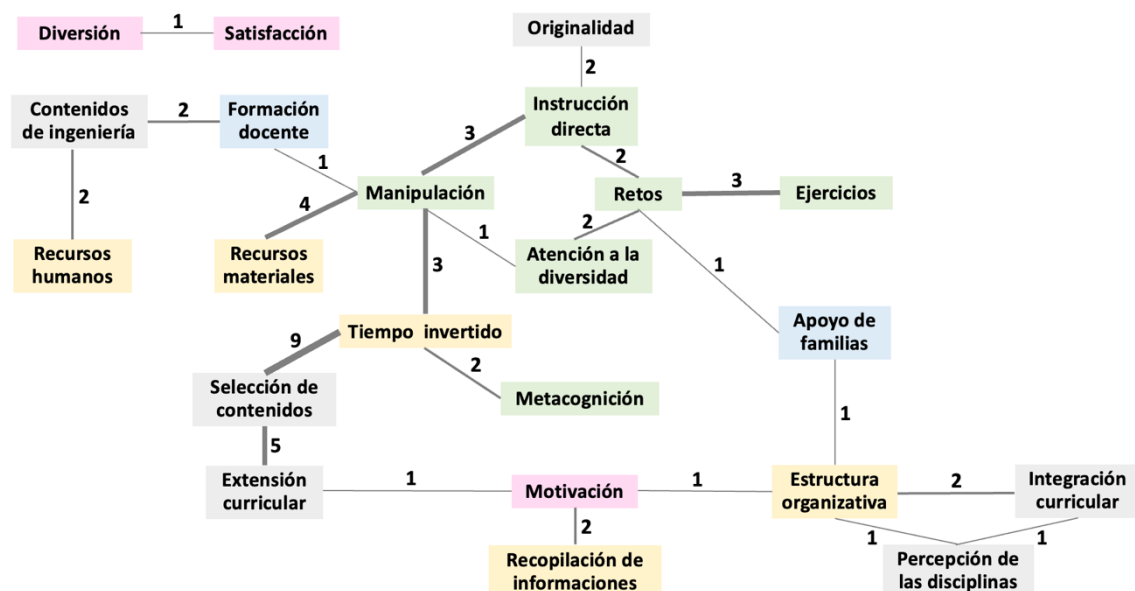 Diversión
1
Satisfacción
Originalidad
2
Contenidos
de ingeniería
2
Formación
docente
3
Instrucción
directa
2
2
1
4
Manipulación
Retos
3
Ejercicios
Recursos
humanos
Recursos
materiales
3
1
2
Atención a la
diversidad
1
Tiempo invertido
Apoyo de
familias
9
2
Selección de
contenidos
Metacognición
1
5
Extensión
curricular
1
Motivación
1
Estructura
organizativa
2
Integración
curricular
2
1
1
Recopilación de
informaciones
Percepción de
las disciplinas